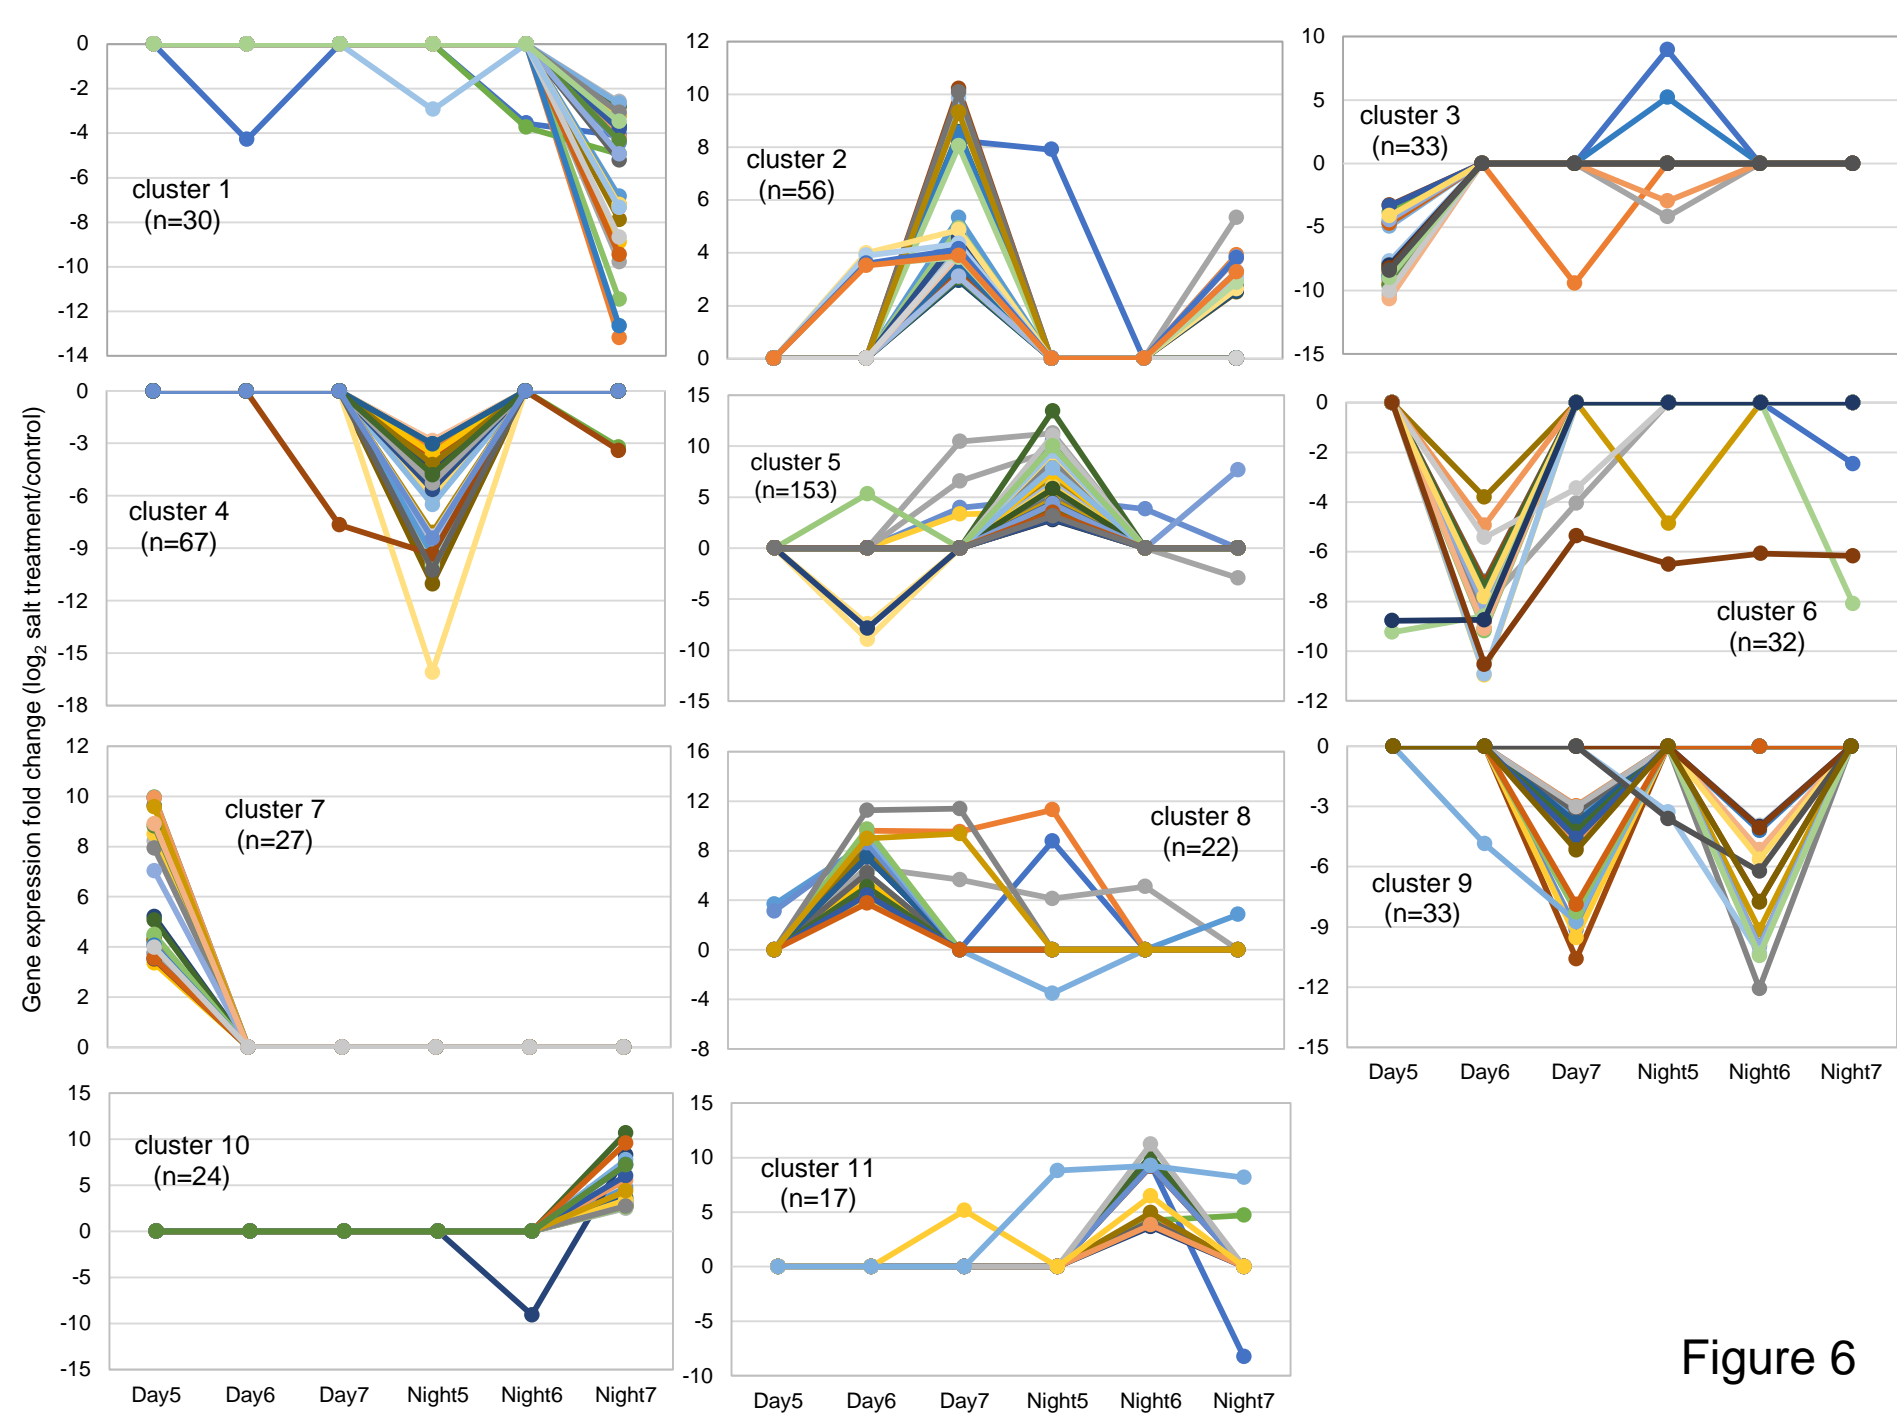 Gene expression fold change (log2 salt treatment/control)
0
-2
-4
-6
-8
-10
-12
-14
cluster 1
(n=30)
12
10
8
6
4
2
0
cluster 2
(n=56)
10
5
0
-5
-10
-15
cluster 3
(n=33)
0
-3
-6
-9
-12
-15
-18
cluster 4
(n=67)
15
10
5
0
-5
-10
-15
cluster 5
(n=153)
0
-2
-4
-6
-8
-10
-12
cluster 6
(n=32)
12
10
8
6
4
2
0
cluster 7
(n=27)
16
12
8
4
0
-4
-8
cluster 8
(n=22)
0
-3
-6
-9
-12
-15
cluster 9
(n=33)
Day5 Day6 Day7 Night5 Night6 Night7
15
10
5
0
-5
-10
-15
cluster 10
(n=24)
Day5 Day6 Day7 Night5 Night6 Night7
15
10
5
0
-5
-10
cluster 11
(n=17)
Day5 Day6 Day7 Night5 Night6 Night7
Figure 6